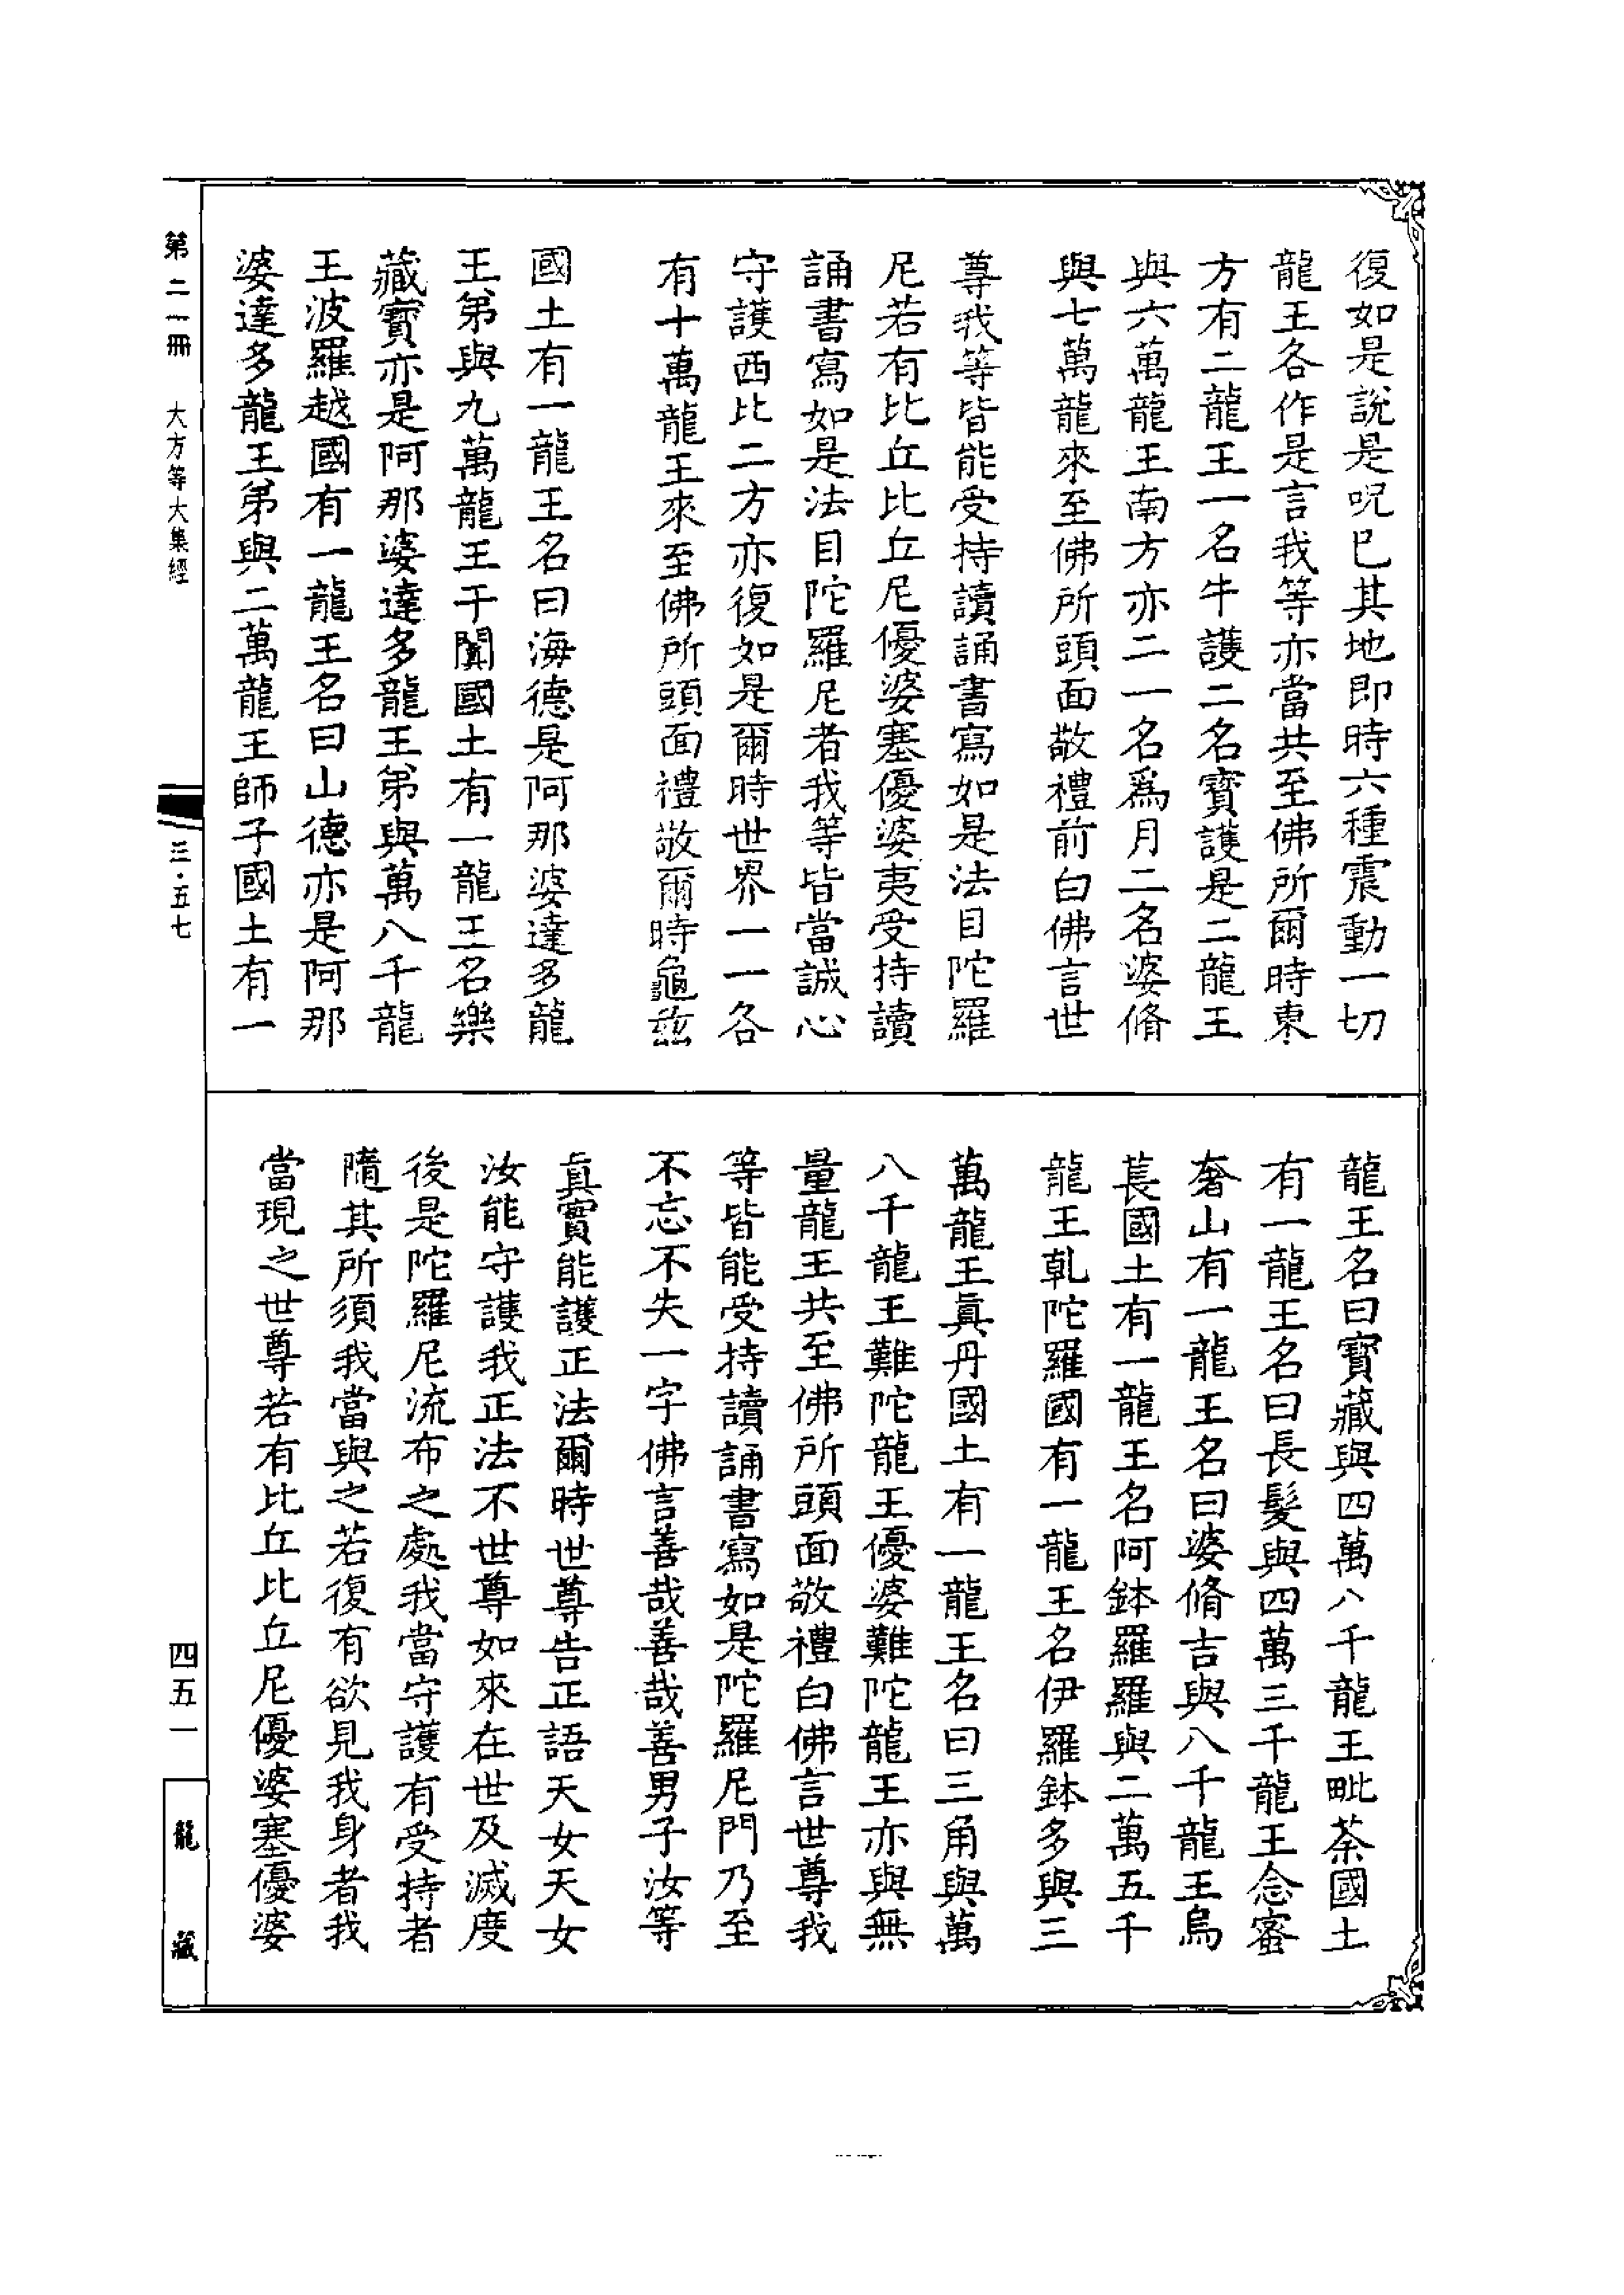 復如是說是呪已其地即時六種震動一切
龍王各作是言我等亦當共至佛所爾時東
方有二龍王一名牛護二名寶護是二龍王
與六萬龍王南方亦二一名爲月二名婆脩
與七萬龍來至佛所頭面敬禮前白佛言世
尊我等皆能受持讀誦書寫如是法目陀羅
尼若有比丘比丘尼優婆塞優婆夷受持讀
誦書寫如是法目陀羅尼者我等皆當誠心
守護西北二方亦復如是爾時世界一一各
有十萬龍王來至佛所頭面禮敬爾時龜茲
國土有一龍王名曰海德是阿那婆達多龍
王弟與九萬龍王于闐國土有一龍王名樂
藏寶亦是阿那婆達多龍王弟與萬八千龍
王波羅越國有一龍王名曰山德亦是阿那
婆達多龍王弟與二萬龍王師子國土有一
龍王名曰寶藏與四萬八千龍王毗茶國土
有一龍王名曰長髮與四萬三千龍王念蜜
奢山有一龍王名曰婆脩吉與八千龍王烏
萇國土有一龍王名阿鉢羅羅與二萬五千
龍王乹陀羅國有一龍王名伊羅鉢多與三
萬龍王真丹國土有一龍王名曰三角與萬
八千龍王難陀龍王優婆難陀龍王亦與無
量龍王共至佛所頭面敬禮白佛言世尊我
等皆能受持讀誦書寫如是陀羅尼門乃至
不忘不失一字佛言善哉善哉善男子汝等
真實能護正法爾時世尊告正語天女天女
汝能守護我正法不世尊如來在世及滅度
後是陀羅尼流布之處我當守護有受持者
隨其所須我當與之若復有欲見我身者我
當現之世尊若有比丘比丘尼優婆塞優婆
第二一冊 大方等大集經
三·五七
四五一
龍藏